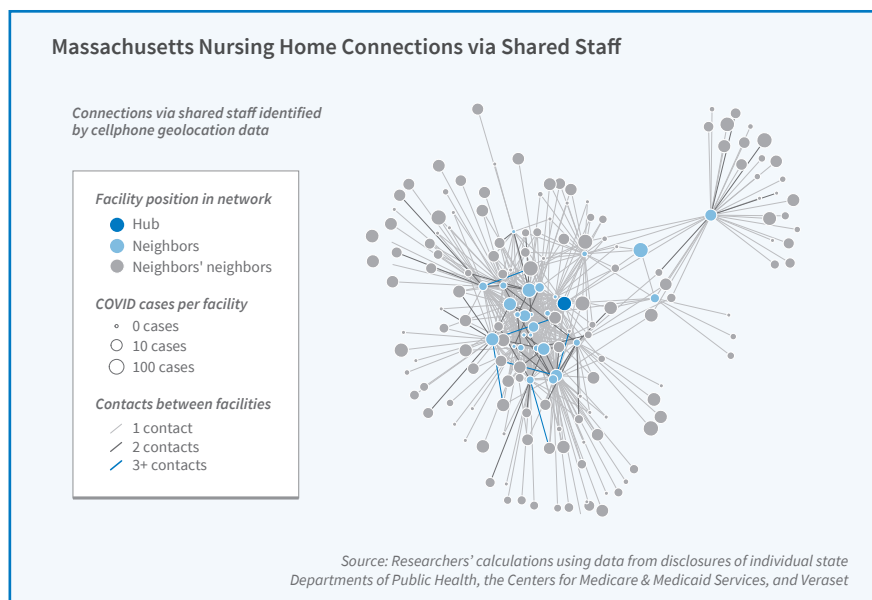 Massachusetts Nursing Home Connections via Shared Staff
Connections via shared staff identified
by cellphone geolocation data
Facility position in network
Hub
Neighbors
Neighbors' neighbors
COVID cases per facility
0 cases
10 cases
100 cases
Contacts between facilities
1 contact
2 contacts
3+ contacts
Source: Researchers’ calculations using data from disclosures of individual state
Departments of Public Health, the Centers for Medicare & Medicaid Services, and Veraset